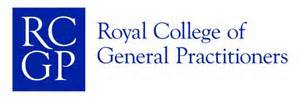 RC
GP
Royal College of
General Practitioners